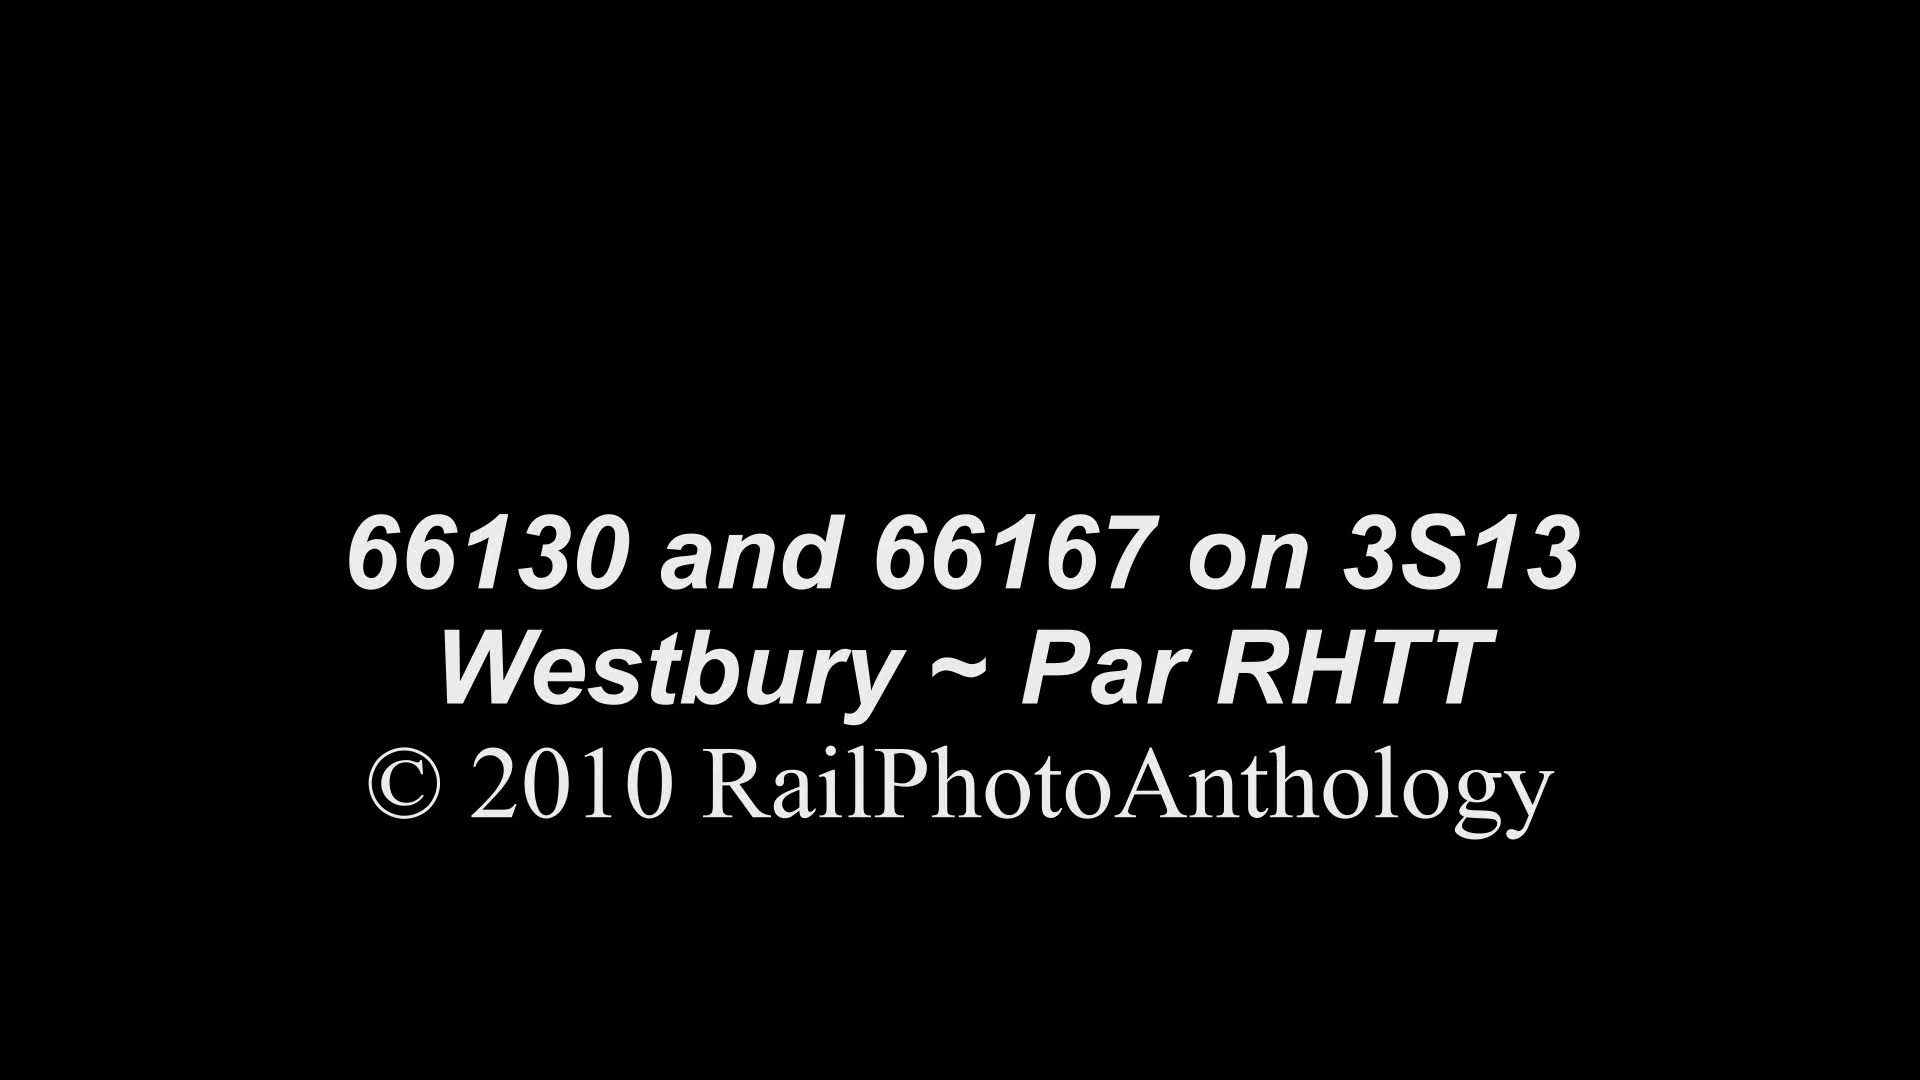 66130 and 66167 on 3S13
Westbury ~ Par RHTT
© 2010 RailPhotoAnthology